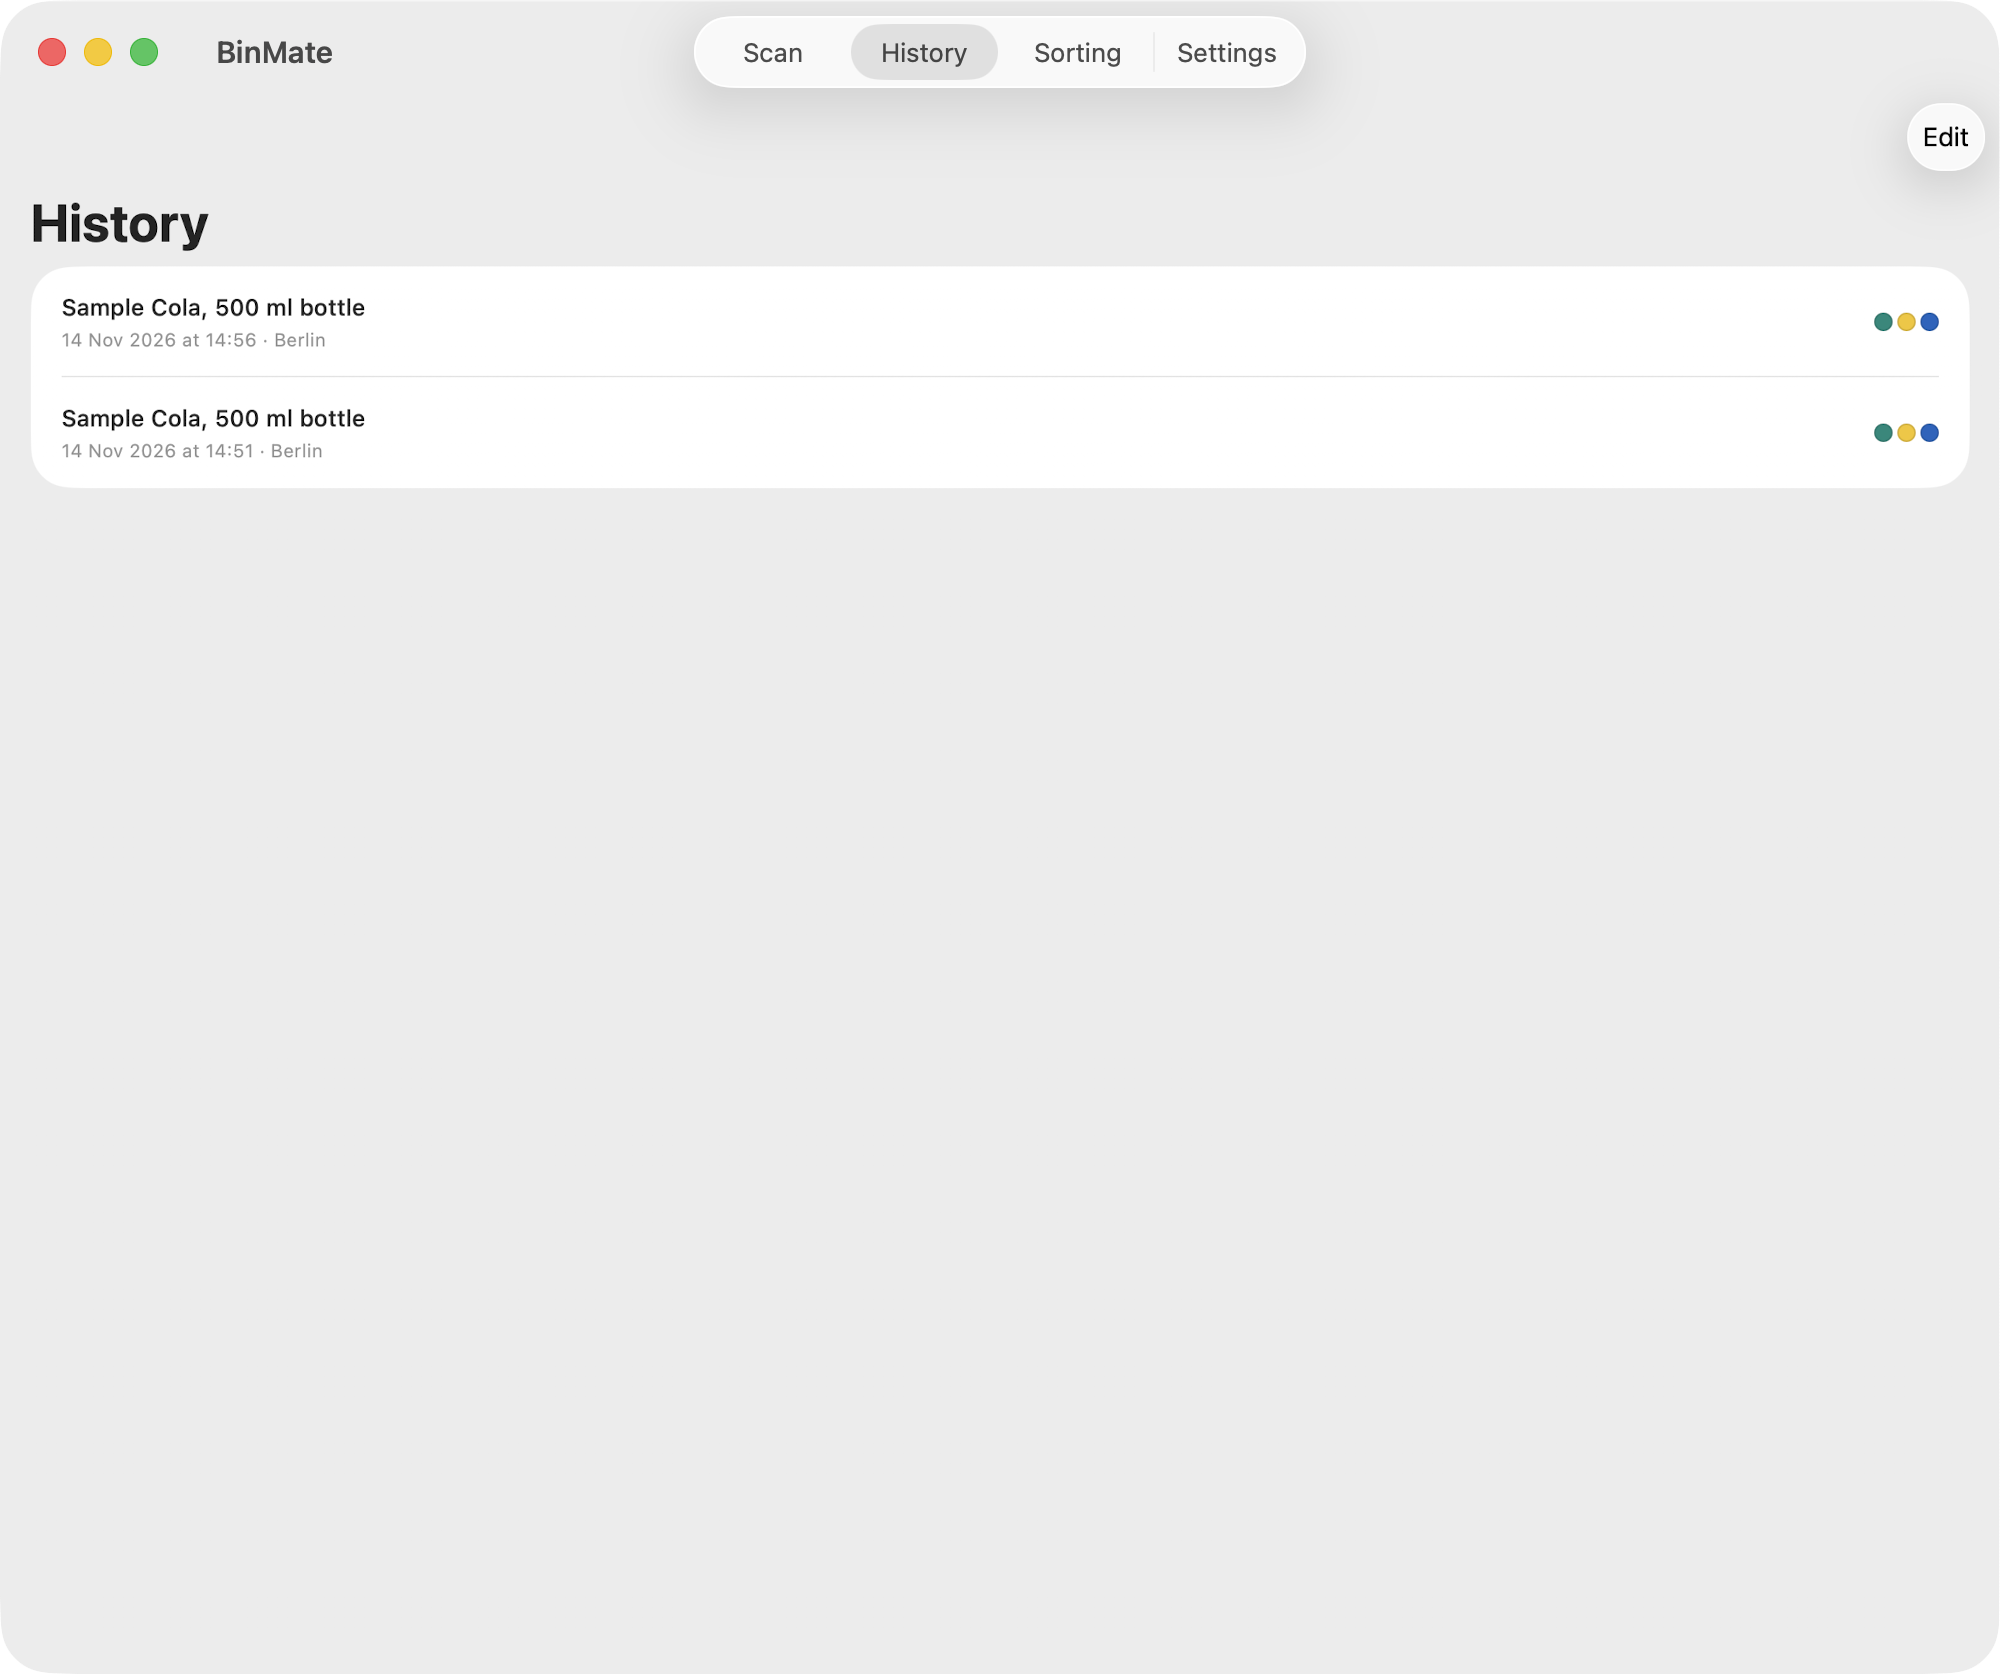 BinMate
Scan
History
Sorting
Settings
Edit
History
Sample Cola, 500 ml bottle
14 Nov 2026 at 14:56 · Berlin
Sample Cola, 500 ml bottle
14 Nov 2026 at 14:51 · Berlin